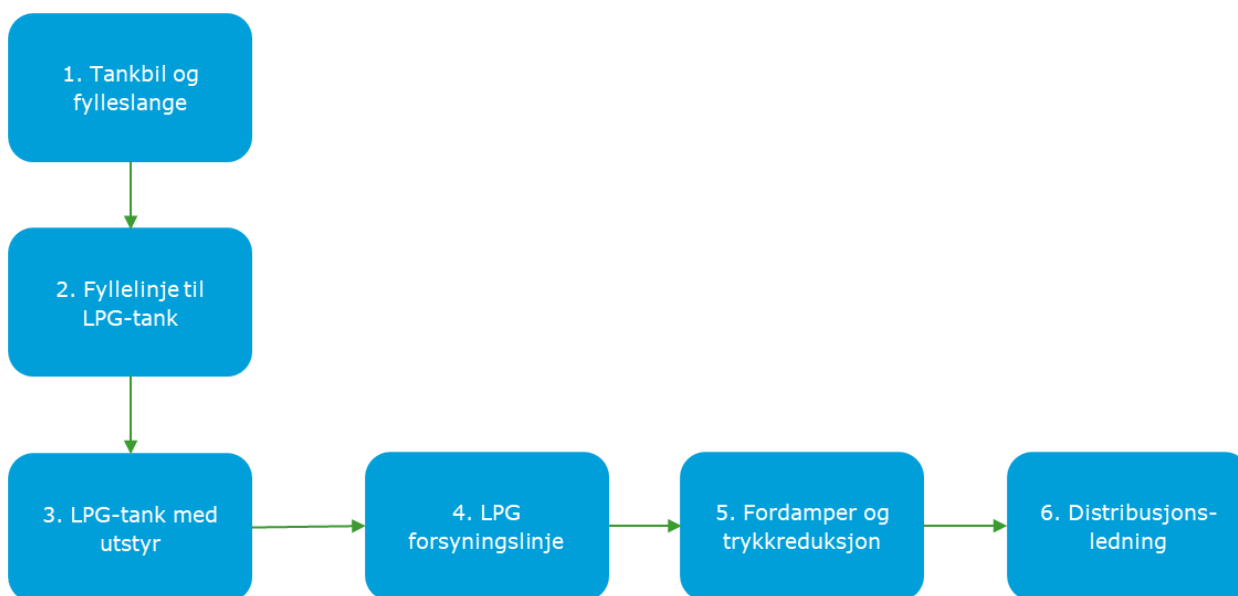 1. Tankbil og
fylleslange
2. Fyllelinje til
LPG-tank
3. LPG-tank med
utstyr
4. LPG
forsyningslinje
5. Fordamper og
trykkreduksjon
6. Distribusjons-
ledning